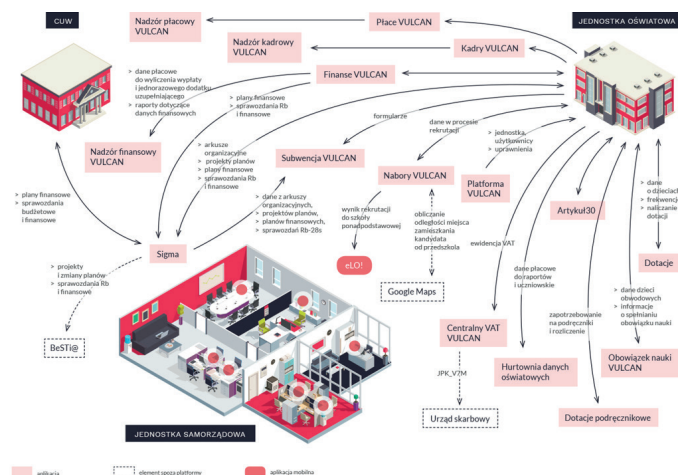 CUW
Nadzór płacowy
VULCAN
Płace VULCAN
JEDNOSTKA OŚWIATOWA
Nadzór kadrowy
VULCAN
Kadry VULCAN
Finanse VULCAN
> dane płacowe
do wyliczenia wypłaty
i jednorazowego dodatku
uzupełniającego
> raporty dotyczące
danych finansowych
> plany finansowe
> sprawozdania Rb
i finansowe
formularze
dane w procesie
rekrutacji
> jednostka,
użytkownicy
> uprawnienia
Nadzór finansowy
VULCAN
> arkusze
organizacyjne
> projekty planów
> plany finansowe
> sprawozdania Rb
i finansowe
Subwencja VULCAN
Nabory VULCAN
Platforma
VULCAN
Artykuł30
> dane
o dzieciach
> frekwencja
> naliczanie
dotacji
> plany finansowe
> sprawozdania
budżetowe
i finansowe
> dane z arkuszy
organizacyjnych,
> projektów planów,
> planów finansowych,
> sprawozdań Rb-28s
wynik rekrutacji
do szkoły
ponadpodstawowej
obliczanie
odległości miejsca
zamieszkania
kandydata
od przedszkola
ewidencja VAT
Sigma
eLO!
Dotacje
> projekty
i zmiany planów
> sprawozdania Rb
i finansowe
Google Maps
dane płacowe
do raportów
i uczniowskie
> dane dzieci
obwodowych
> informacje
o spełnianiu
obowiązku nauki
zapotrzebowanie
na podręczniki
i rozliczenie
BeSTi@
Centralny VAT
VULCAN
Obowiązek nauki
VULCAN
Hurtownia danych
oświatowych
JPK_V7M
Urząd skarbowy
Dotacje podręcznikowe
JEDNOSTKA SAMORZĄDOWA
aplikacja
element spoza platformy
aplikacja mobilna